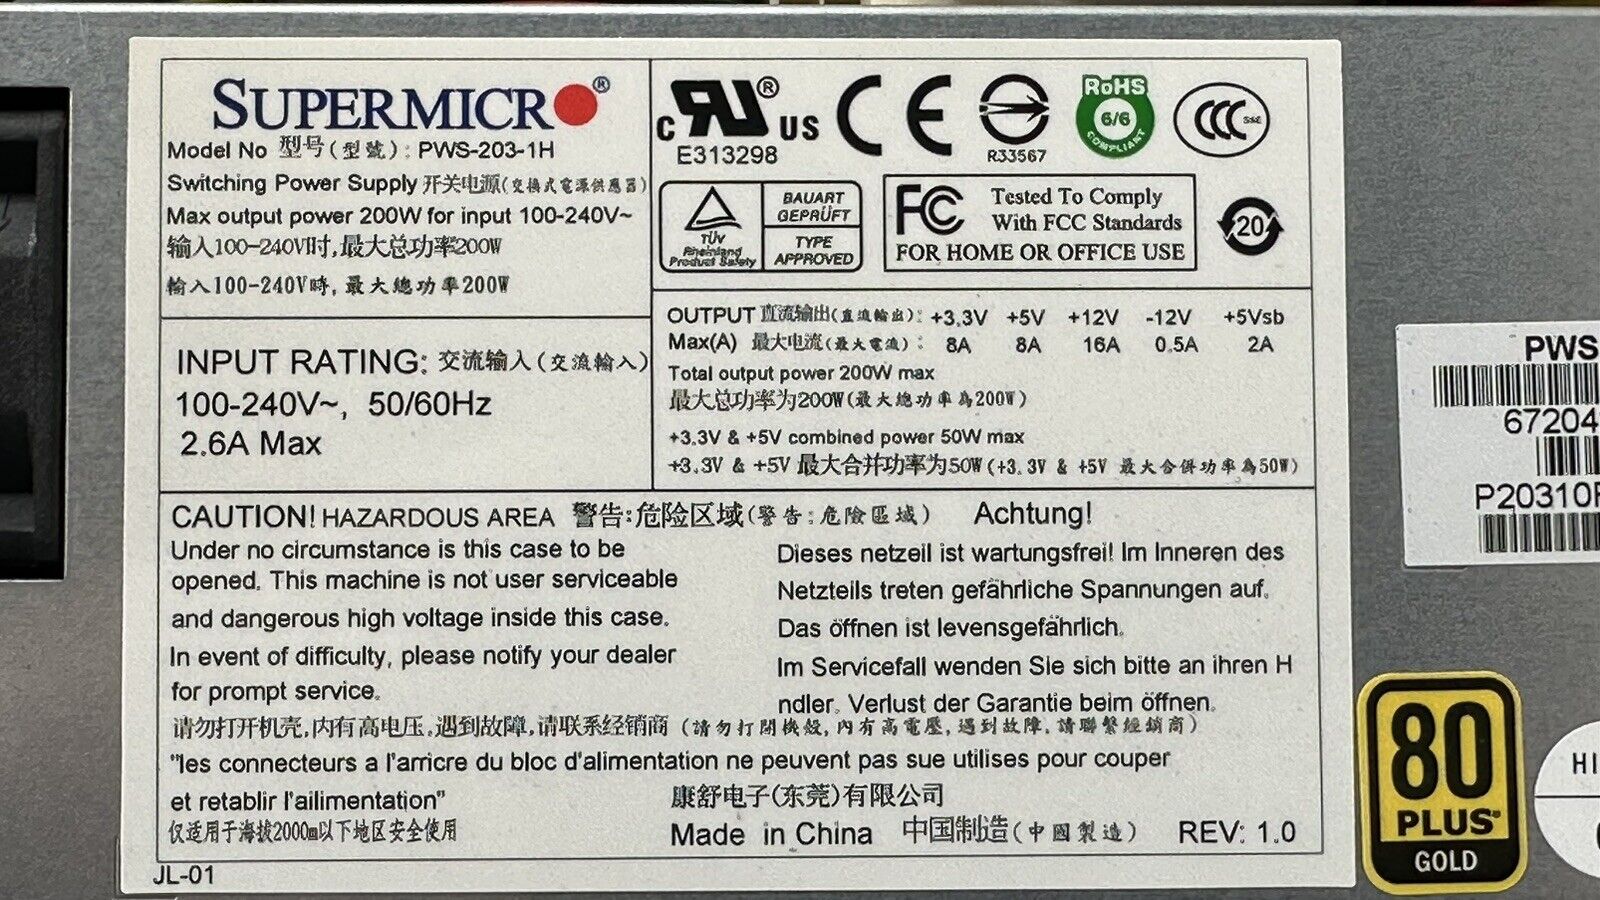 SUPERMICR®
Model No 型号(型號): PWS-203-1H
Switching Power Supply 开关电源(交換式電源供應器)
Max output power 200W for input 100-240V~
输入100-240V时,最大总功率200W
輸入100-240V時,最大總功率200W
INPUT RATING: 交流输入(交流輸入)
100-240V~, 50/60Hz
2.6A Max
c RU® US
E313298
CE
R33567
RoHS
6/6
COMPLIANT
CCC S&E
TÜV
Rheinland
Product Safety
BAUART
GEPRÜFT
TYPE
APPROVED
FC Tested To Comply
With FCC Standards
FOR HOME OR OFFICE USE
20
OUTPUT 直流输出(直流輸出): +3.3V +5V +12V -12V +5Vsb
Max(A) 最大电流(最大電流): 8A 8A 16A 0.5A 2A
Total output power 200W max
最大总功率为200W(最大總功率為200W)
+3.3V & +5V combined power 50W max
+3.3V & +5V 最大合并功率为50W(+3.3V & +5V 最大合併功率為50W)
CAUTION! HAZARDOUS AREA 警告:危险区域(警告:危險區域) Achtung!
Under no circumstance is this case to be
opened. This machine is not user serviceable
and dangerous high voltage inside this case.
In event of difficulty, please notify your dealer
for prompt service.
Dieses netzeil ist wartungsfrei! Im Inneren des
Netzteils treten gefährliche Spannungen auf.
Das öffnen ist levensgefährlich.
Im Servicefall wenden Sie sich bitte an ihren H
ndler. Verlust der Garantie beim öffnen.
请勿打开机壳,内有高电压。遇到故障,请联系经销商(請勿打開機殼,內有高電壓,遇到故障,請聯繫經銷商)
"les connecteurs a l'arricre du bloc d'alimentation ne peuvent pas sue utilises pour couper
et retablir l'ailimentation"
仅适用于海拔2000m以下地区安全使用
康舒电子(东莞)有限公司
Made in China 中国制造(中國製造) REV: 1.0
JL-01
PWS
67204
P20310
80
PLUS®
GOLD
HI